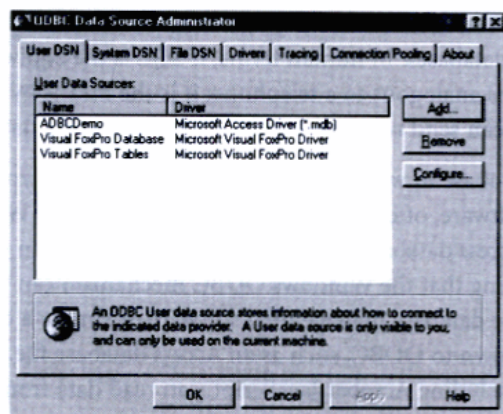 ODBC Data Source Administrator
User DSN System DSN File DSN Drivers Tracing Connection Pooling About
User Data Sources:
Name Driver
ADBCDemo Microsoft Access Driver (*.mdb)
Visual FoxPro Database Microsoft Visual FoxPro Driver
Visual FoxPro Tables Microsoft Visual FoxPro Driver
Add...
Remove
Configure...
An ODBC User data source stores information about how to connect to
the indicated data provider. A User data source is only visible to you,
and can only be used on the current machine.
OK Cancel Apply Help